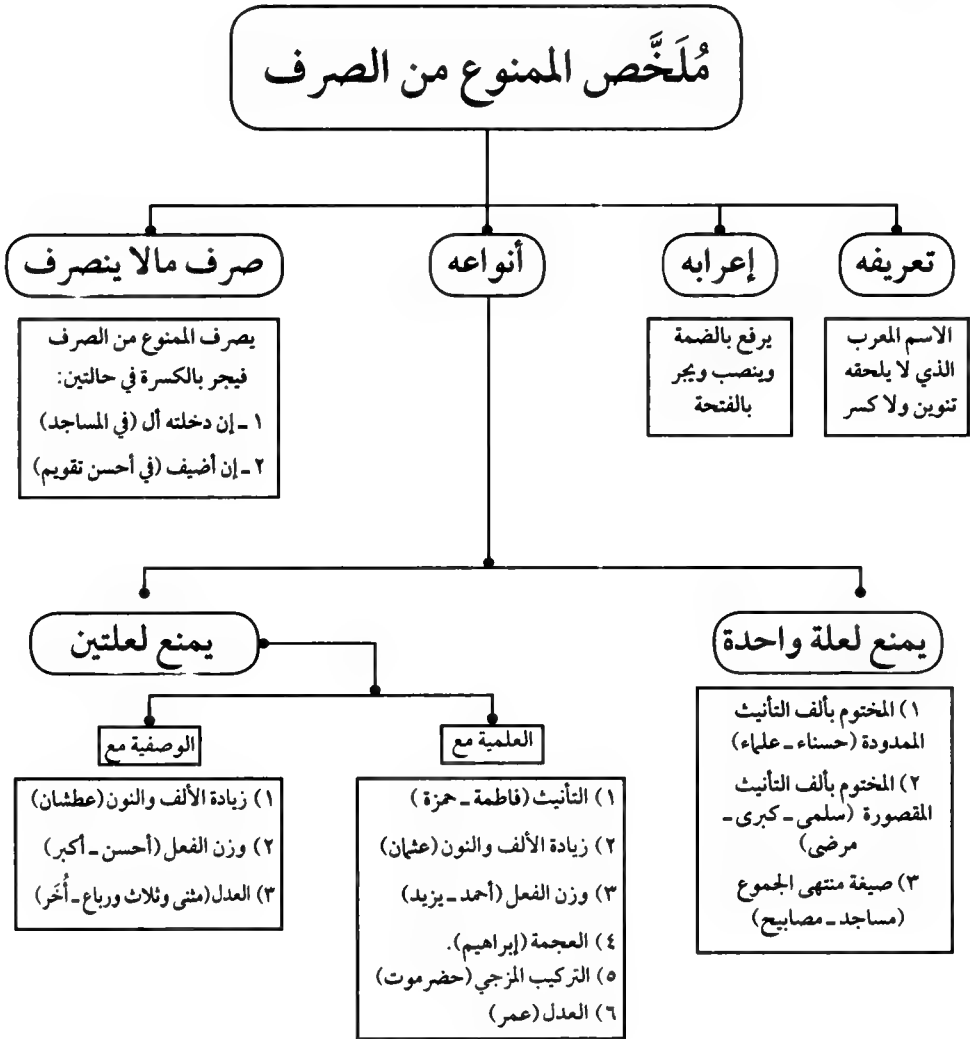 مُلَخَّص الممنوع من الصرف
تعريفه
الاسم المعرب
الذي لا يلحقه
تنوين ولا كسر
إعرابه
يرفع بالضمة
وينصب ويجر
بالفتحة
أنواعه
صرف مالا ينصرف
يصرف الممنوع من الصرف
فيجر بالكسرة في حالتين:
١ ـ إن دخلته أل (في المساجد)
٢ ـ إن أضيف (في أحسن تقويم)
يمنع لعلة واحدة
١) المختوم بألف التأنيث
الممدودة (حسناء ـ علماء)
٢) المختوم بألف التأنيث
المقصورة (سلمى ـ كبرى ـ
مرضى)
٣) صيغة منتهى الجموع
(مساجد ـ مصابيح)
يمنع لعلتين
العلمية مع
١) التأنيث (فاطمة ـ حمزة)
٢) زيادة الألف والنون (عثمان)
٣) وزن الفعل (أحمد ـ يزيد)
٤) العجمة (إبراهيم).
٥) التركيب المزجي (حضرموت)
٦) العدل (عمر)
الوصفية مع
١) زيادة الألف والنون (عطشان)
٢) وزن الفعل (أحسن ـ أكبر)
٣) العدل (مثنى وثلاث ورباع ـ أُخَر)